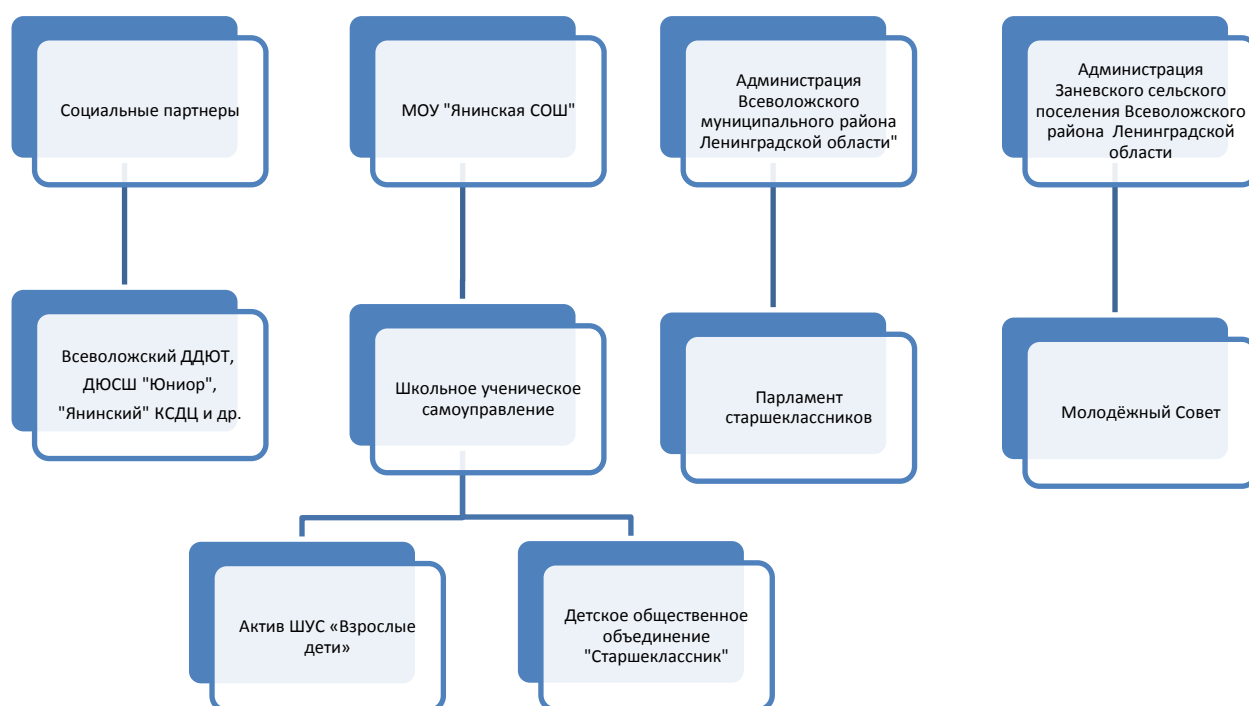 Социальные партнеры
МОУ "Янинская СОШ"
Администрация
Всеволожского
муниципального района
Ленинградской области"
Администрация
Заневского сельского
поселения Всеволожского
района  Ленинградской
области
Всеволожский ДДЮТ,
ДЮСШ "Юниор",
"Янинский" КСДЦ и др.
Школьное ученическое
самоуправление
Парламент
старшеклассников
Молодёжный Совет
Актив ШУС «Взрослые
дети»
Детское общественное
объединение
"Старшеклассник"